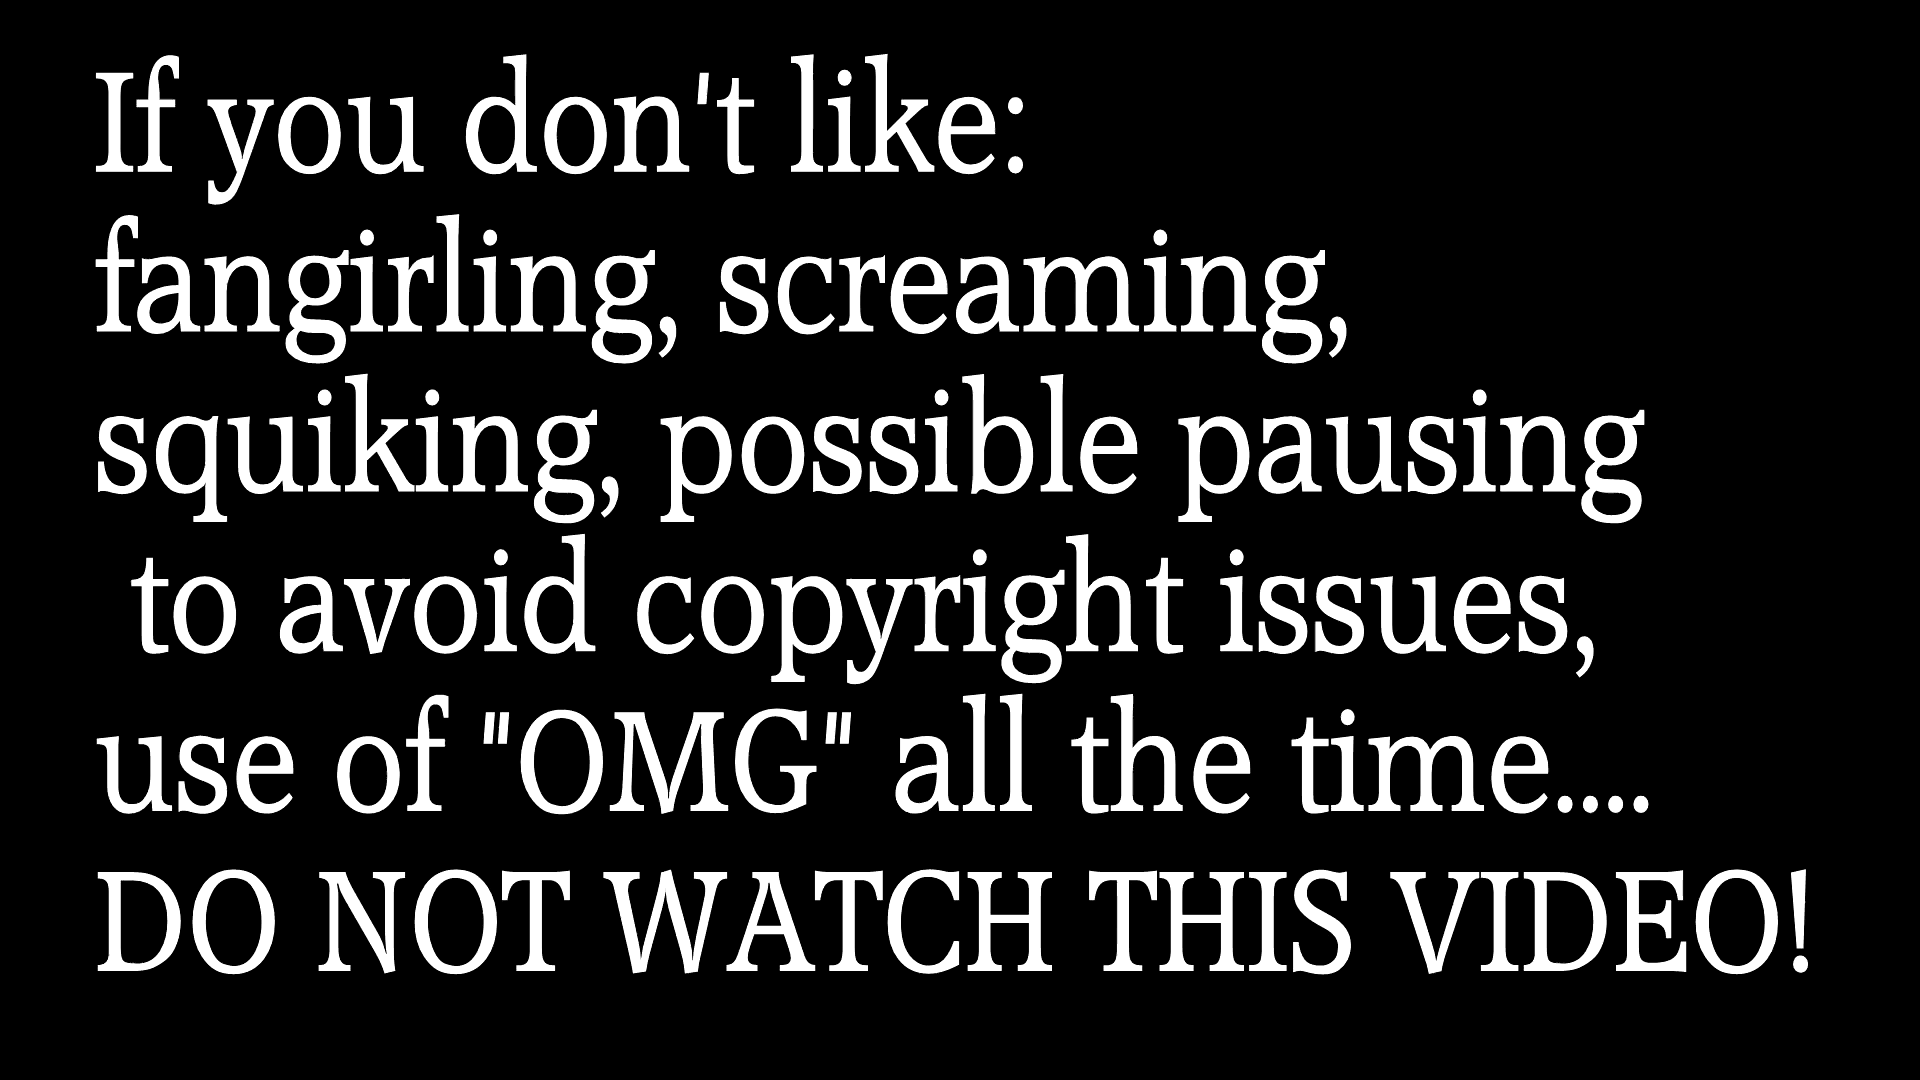 If you don't like:
fangirling, screaming,
squiking, possible pausing
to avoid copyright issues,
use of "OMG" all the time....
DO NOT WATCH THIS VIDEO!